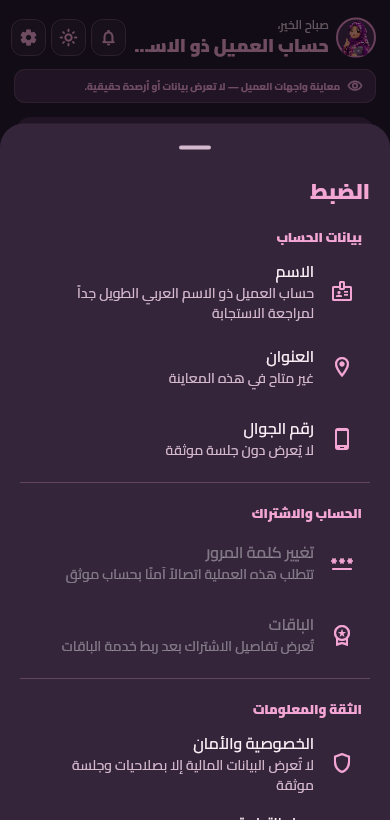 صباح الخير،
حساب العميل ذو الاسـ...
معاينة واجهات العميل — لا تعرض بيانات أو أرصدة حقيقية.
الضبط
بيانات الحساب
الاسم
حساب العميل ذو الاسم العربي الطويل جداً
لمراجعة الاستجابة
العنوان
غير متاح في هذه المعاينة
رقم الجوال
لا يُعرض دون جلسة موثقة
الحساب والاشتراك
تغيير كلمة المرور
تتطلب هذه العملية اتصالاً آمنًا بحساب موثق
الباقات
تُعرض تفاصيل الاشتراك بعد ربط خدمة الباقات
الثقة والمعلومات
الخصوصية والأمان
لا تُعرض البيانات المالية إلا بصلاحيات وجلسة
موثقة